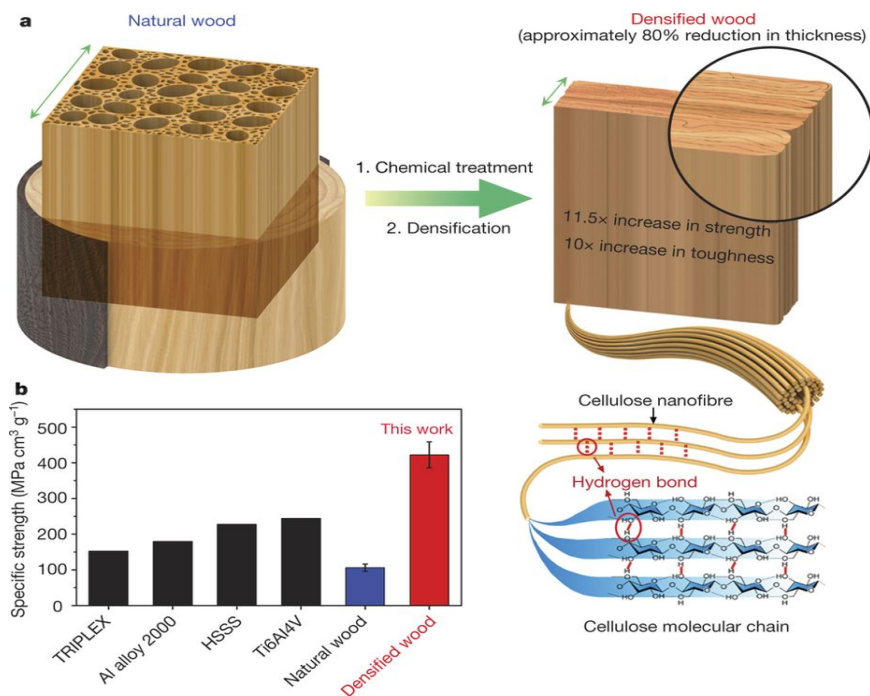 a
Natural wood
Densified wood
(approximately 80% reduction in thickness)
1. Chemical treatment
2. Densification
11.5× increase in strength
10× increase in toughness
b
Specific strength (MPa cm³ g⁻¹)
500
400
300
200
100
0
This work
TRIPLEX
Al alloy 2000
HSSS
Ti6Al4V
Natural wood
Densified wood
Cellulose nanofibre
Hydrogen bond
Cellulose molecular chain